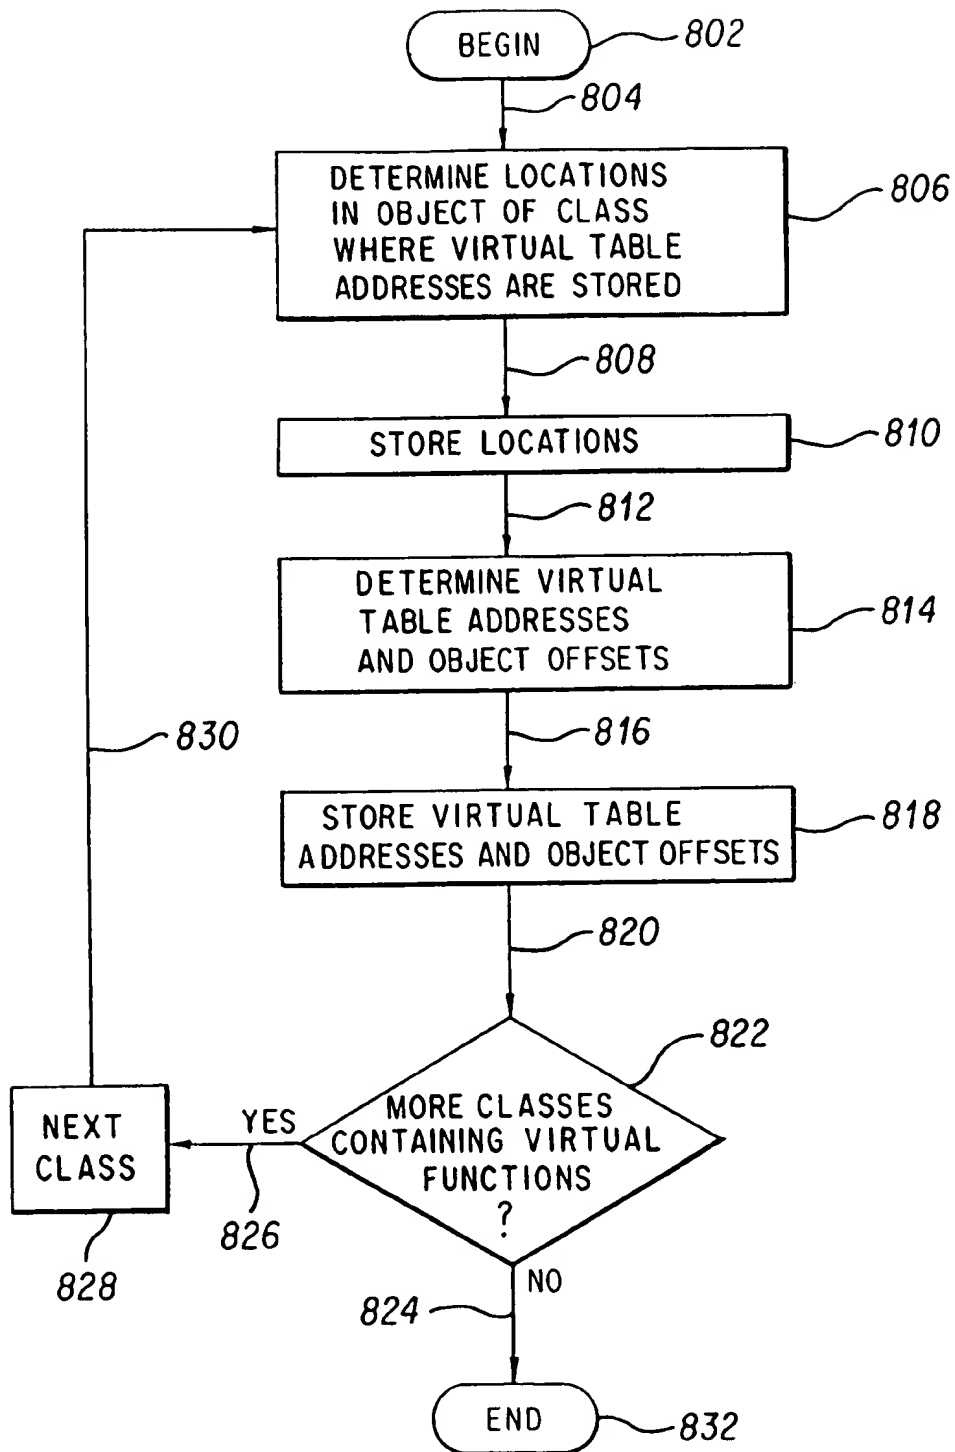 BEGIN
802
804
DETERMINE LOCATIONS
IN OBJECT OF CLASS
WHERE VIRTUAL TABLE
ADDRESSES ARE STORED
806
808
STORE LOCATIONS
810
812
DETERMINE VIRTUAL
TABLE ADDRESSES
AND OBJECT OFFSETS
814
816
830
STORE VIRTUAL TABLE
ADDRESSES AND OBJECT OFFSETS
818
820
822
MORE CLASSES
CONTAINING VIRTUAL
FUNCTIONS
?
YES
826
NEXT
CLASS
828
NO
824
END
832